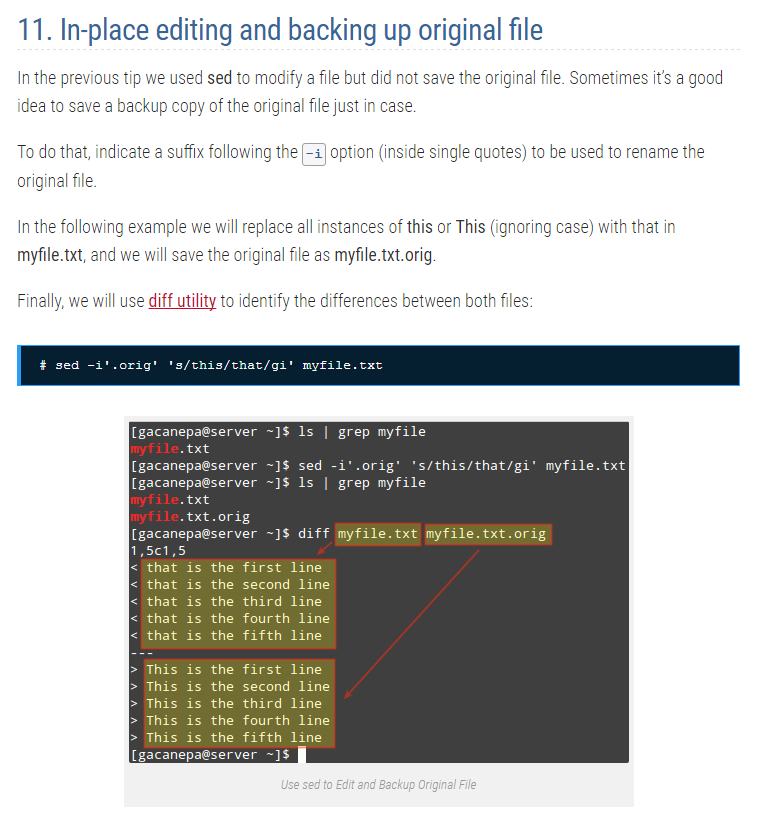 11. In-place editing and backing up original file
In the previous tip we used sed to modify a file but did not save the original file. Sometimes it's a good
idea to save a backup copy of the original file just in case.
To do that, indicate a suffix following the -i option (inside single quotes) to be used to rename the
original file.
In the following example we will replace all instances of this or This (ignoring case) with that in
myfile.txt, and we will save the original file as myfile.txt.orig.
Finally, we will use diff utility to identify the differences between both files:
# sed -i'.orig' 's/this/that/gi' myfile.txt
[gacanepa@server ~]$ ls | grep myfile
myfile.txt
[gacanepa@server ~]$ sed -i'.orig' 's/this/that/gi' myfile.txt
[gacanepa@server ~]$ ls | grep myfile
myfile.txt
myfile.txt.orig
[gacanepa@server ~]$ diff myfile.txt myfile.txt.orig
1,5c1,5
< that is the first line
< that is the second line
< that is the third line
< that is the fourth line
< that is the fifth line
---
> This is the first line
> This is the second line
> This is the third line
> This is the fourth line
> This is the fifth line
[gacanepa@server ~]$
Use sed to Edit and Backup Original File